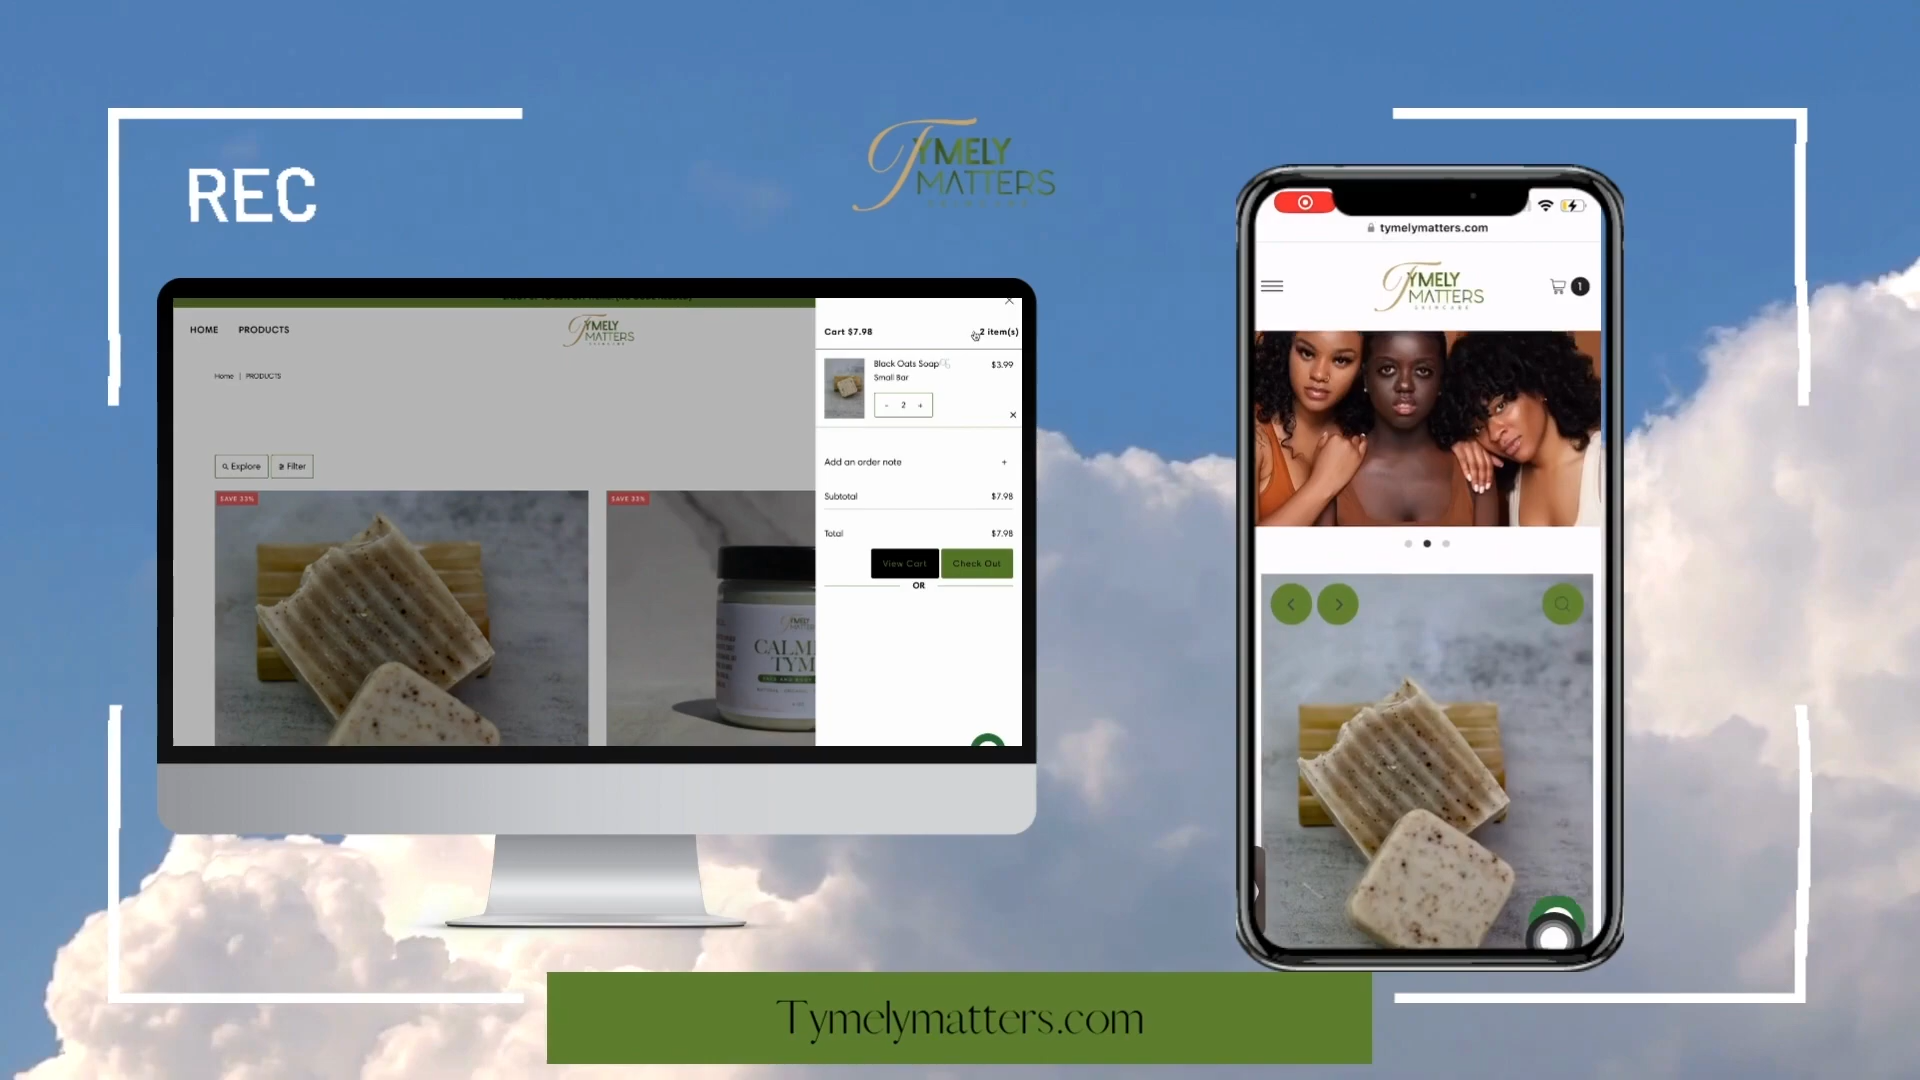 REC
TYMELY
MATTERS
SKINCARE
HOME PRODUCTS
TYMELY
MATTERS
Home | PRODUCTS
Explore Filter
SAVE 33%
SAVE 33%
CALM
TYM
Cart $7.98 2 item(s)
Black Oats Soap $3.99
Small Bar
- 2 +
Add an order note +
Subtotal $7.98
Total $7.98
View Cart Check Out
OR
tymelymatters.com
TYMELY
MATTERS
SKINCARE
1
Tymelymatters.com